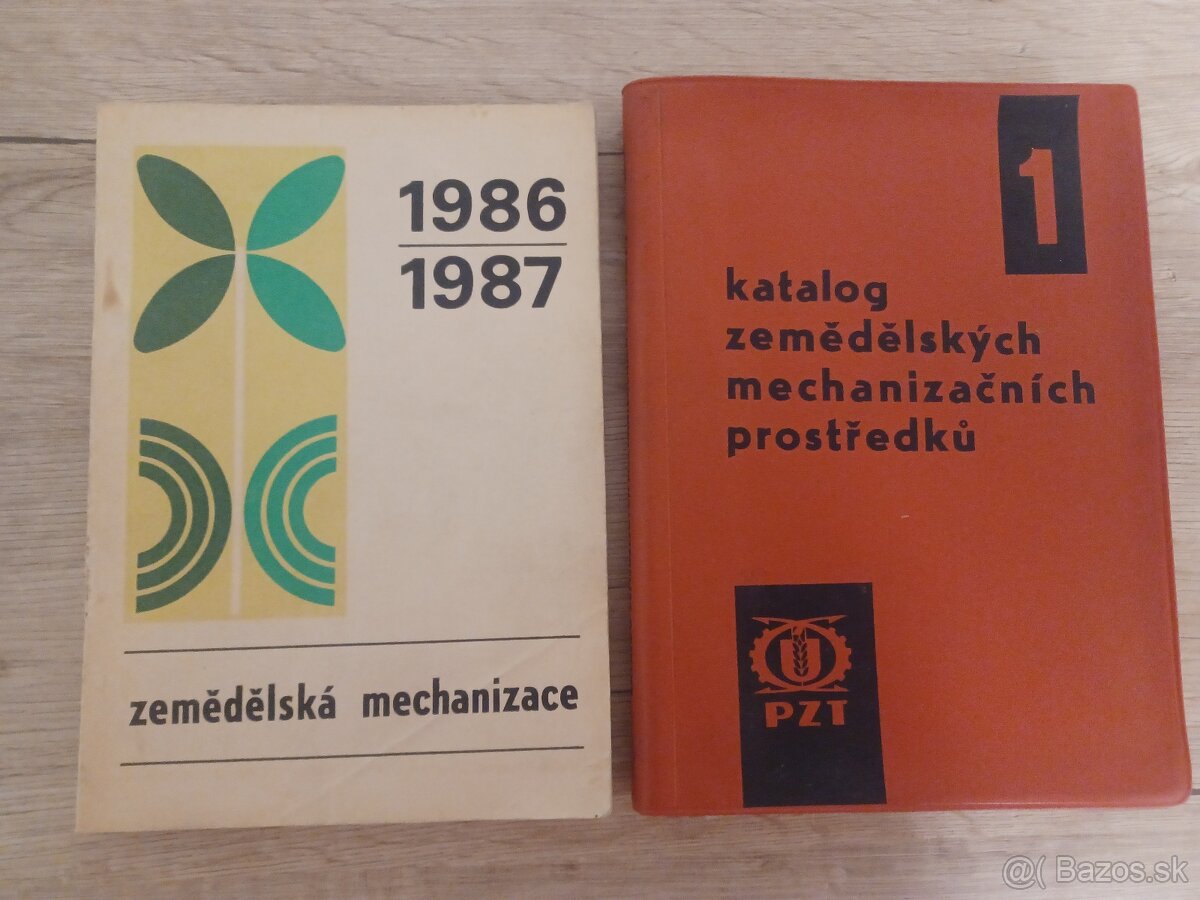 1986
1987
zemědělská mechanizace
1
katalog
zemědělských
mechanizačních
prostředků
PZT
@( Bazos.sk